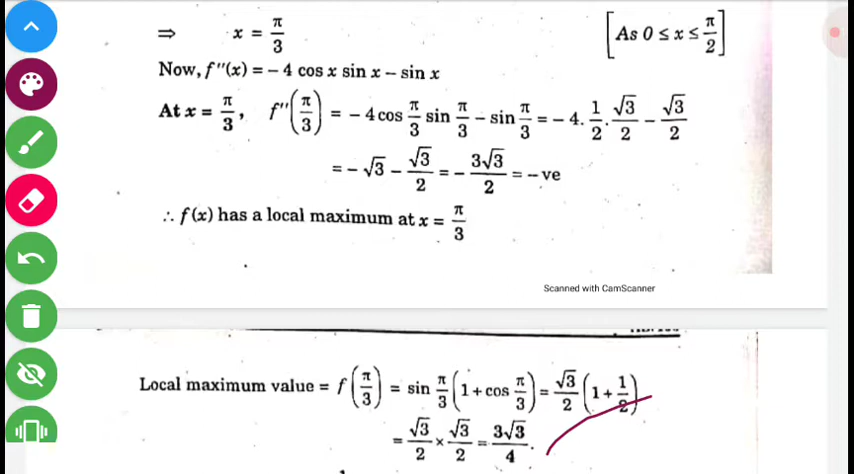 ⇒ x = π/3 [As 0 ≤ x ≤ π/2]
Now, f''(x) = – 4 cos x sin x – sin x
At x = π/3, f''(π/3) = – 4 cos π/3 sin π/3 – sin π/3 = – 4. 1/2 . √3/2 – √3/2
= – √3 – √3/2 = – 3√3/2 = – ve
∴ f(x) has a local maximum at x = π/3
Scanned with CamScanner
Local maximum value = f(π/3) = sin π/3 (1 + cos π/3) = √3/2 (1 + 1/2)
= √3/2 × √3/2 = 3√3/4.